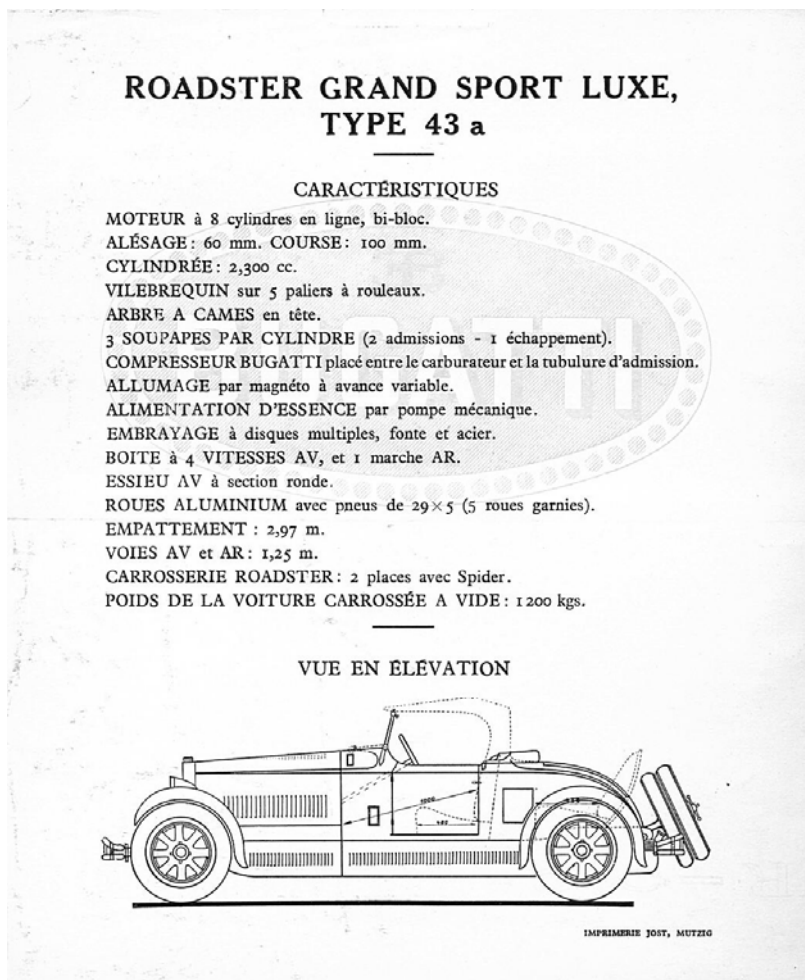 ROADSTER GRAND SPORT LUXE,
TYPE 43 a
CARACTÉRISTIQUES
MOTEUR à 8 cylindres en ligne, bi-bloc.
ALÉSAGE: 60 mm. COURSE: 100 mm.
CYLINDRÉE: 2,300 cc.
VILEBREQUIN sur 5 paliers à rouleaux.
ARBRE A CAMES en tête.
3 SOUPAPES PAR CYLINDRE (2 admissions - 1 échappement).
COMPRESSEUR BUGATTI placé entre le carburateur et la tubulure d'admission.
ALLUMAGE par magnéto à avance variable.
ALIMENTATION D'ESSENCE par pompe mécanique.
EMBRAYAGE à disques multiples, fonte et acier.
BOITE à 4 VITESSES AV, et 1 marche AR.
ESSIEU AV à section ronde.
ROUES ALUMINIUM avec pneus de 29×5 (5 roues garnies).
EMPATTEMENT : 2,97 m.
VOIES AV et AR: 1,25 m.
CARROSSERIE ROADSTER: 2 places avec Spider.
POIDS DE LA VOITURE CARROSSÉE A VIDE: 1 200 kgs.
BUGATTI
VUE EN ÉLÉVATION
IMPRIMERIE JOST, MUTZIG